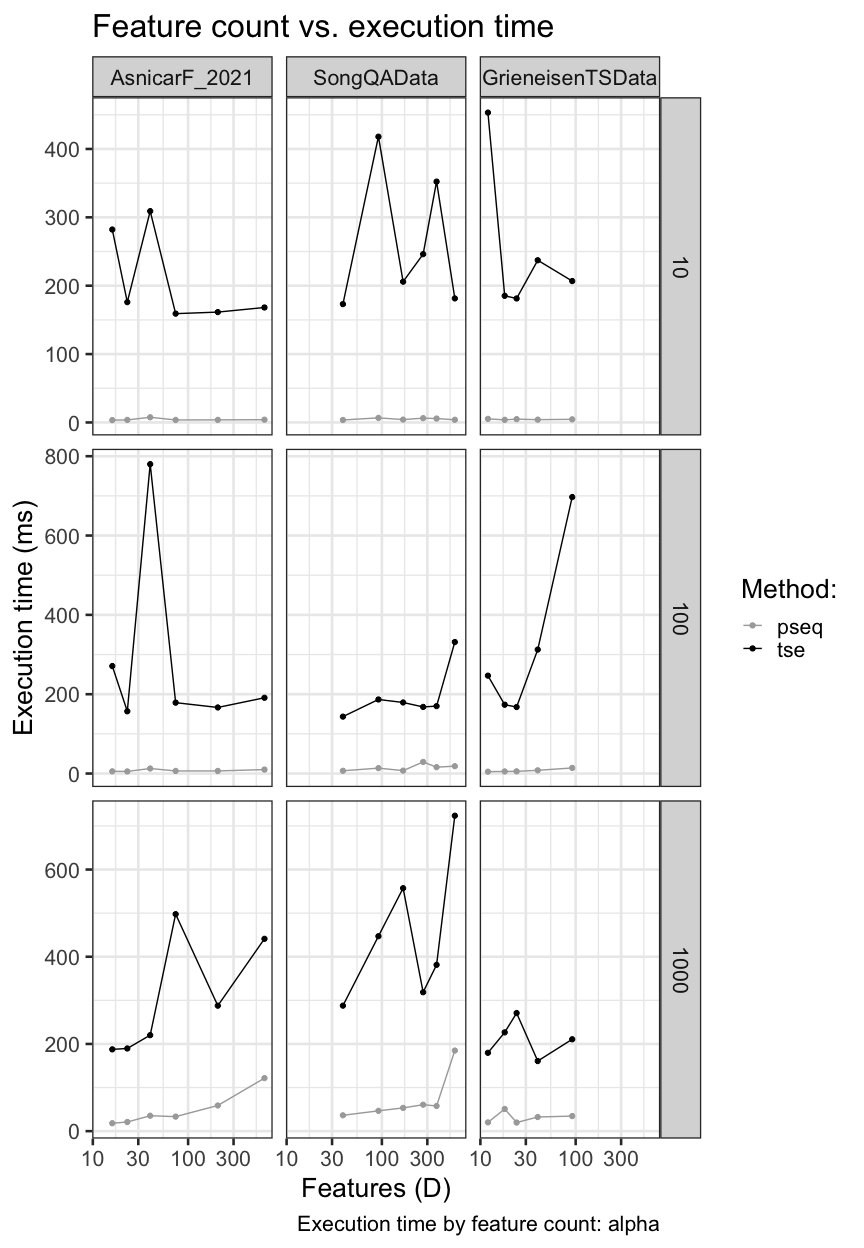 Feature count vs. execution time
AsnicarF_2021
SongQAData
GrieneisenTSData
400
300
200
100
0
10
800
600
400
200
0
100
600
400
200
0
1000
10 30 100 300
10 30 100 300
10 30 100 300
Execution time (ms)
Features (D)
Execution time by feature count: alpha
Method:
pseq
tse